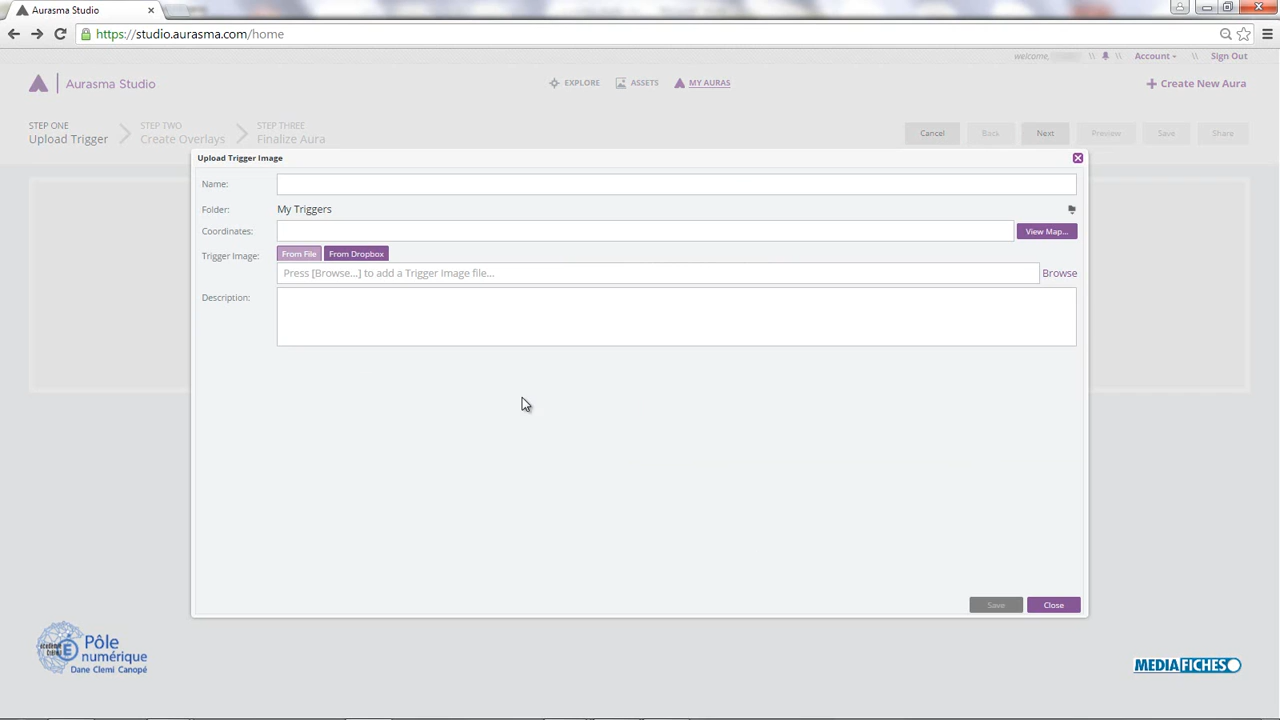 Aurasma Studio
https://studio.aurasma.com/home
welcome, \\ \\ Account \\ Sign Out
Aurasma Studio EXPLORE ASSETS MY AURAS + Create New Aura
STEP ONE STEP TWO STEP THREE
Upload Trigger Create Overlays Finalize Aura Cancel Back Next Preview Save Share
Upload Trigger Image
Name:
Folder: My Triggers
Coordinates: View Map...
Trigger Image: From File From Dropbox
Press [Browse...] to add a Trigger Image file... Browse
Description:
Save Close
Pôle
numérique
Dane Clemi Canopé
MEDIAFICHES